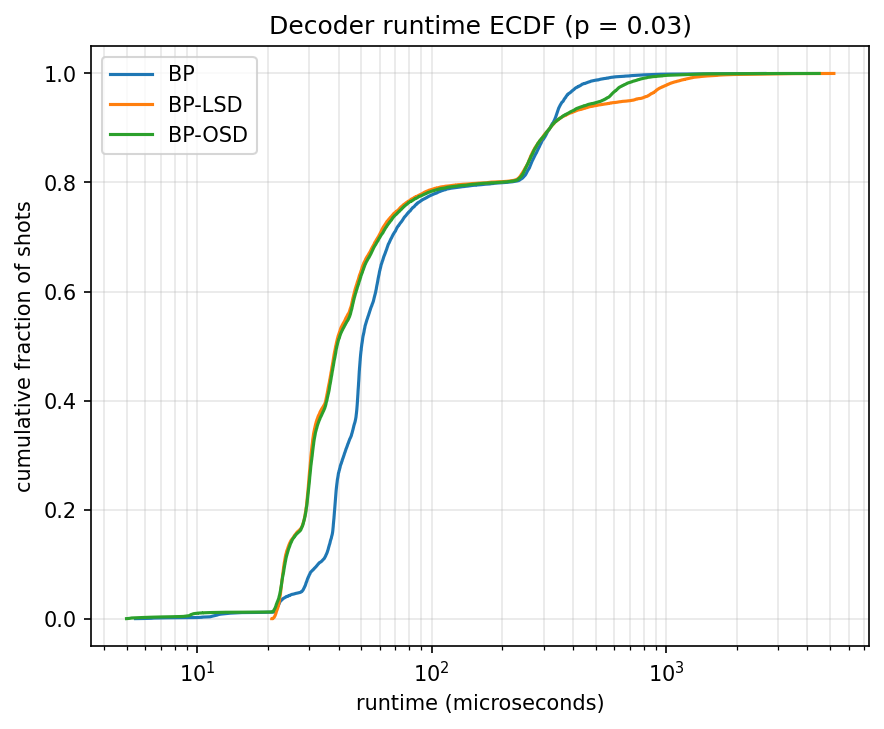 Decoder runtime ECDF (p = 0.03)
BP
BP-LSD
BP-OSD
cumulative fraction of shots
1.0
0.8
0.6
0.4
0.2
0.0
10¹ 10² 10³
runtime (microseconds)